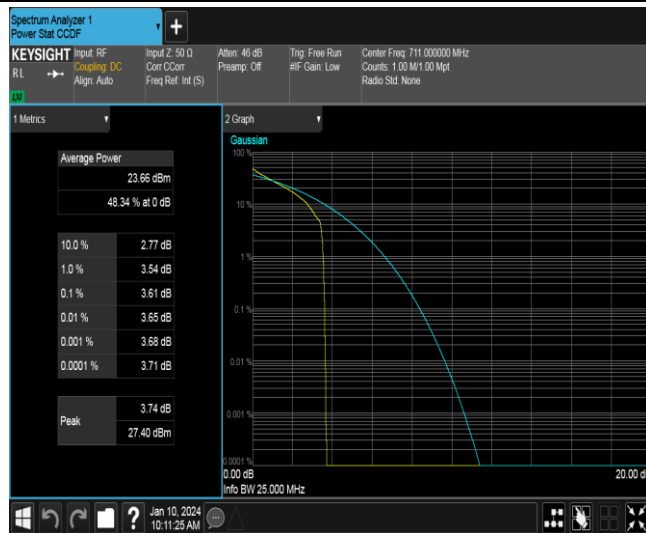 Spectrum Analyzer 1
Power Stat CCDF
+
KEYSIGHT
RL
Input: RF
Coupling: DC
Align: Auto
Input Z: 50 Ω
Corr CCorr
Freq Ref: Int (S)
Atten: 46 dB
Preamp: Off
Trig: Free Run
#IF Gain: Low
Center Freq: 711.000000 MHz
Counts: 1.00 M/1.00 Mpt
Radio Std: None
1 Metrics
Average Power
23.66 dBm
48.34 % at 0 dB
10.0 % 2.77 dB
1.0 % 3.54 dB
0.1 % 3.61 dB
0.01 % 3.65 dB
0.001 % 3.68 dB
0.0001 % 3.71 dB
Peak
3.74 dB
27.40 dBm
2 Graph
Gaussian
100 %
10 %
1 %
0.1 %
0.01 %
0.001 %
0.0001 %
0.00 dB
20.00 d
Info BW 25.000 MHz
?
Jan 10, 2024
10:11:25 AM